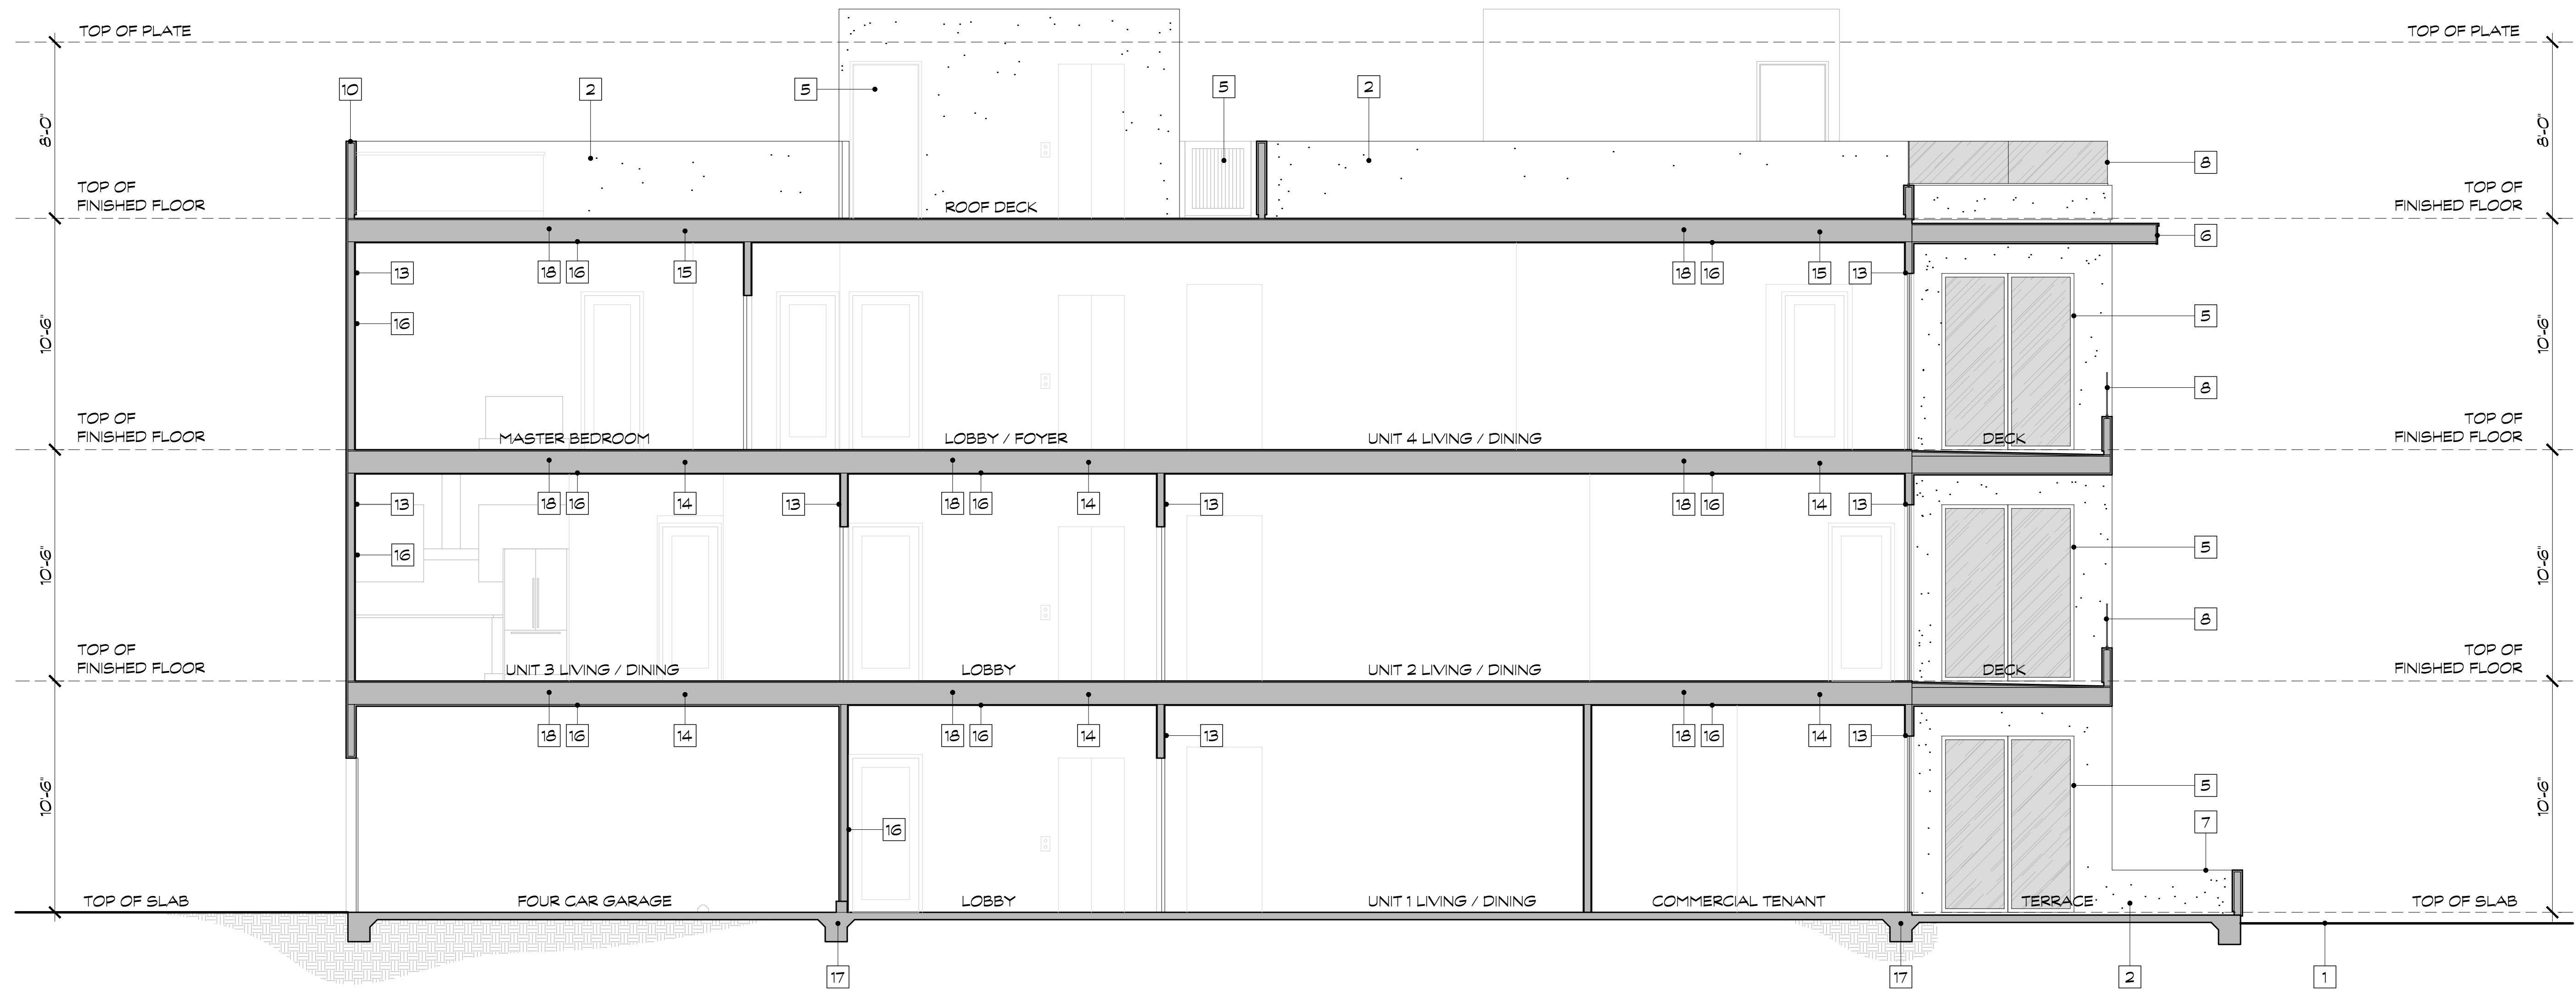 TOP OF PLATE TOP OF PLATE
10 2 5 5 2
8'-0" 8'-0"
8
TOP OF TOP OF
FINISHED FLOOR ROOF DECK FINISHED FLOOR
6
13 18 16 15 18 16 15 13
5
16
10'-6" 10'-6"
8
TOP OF TOP OF
FINISHED FLOOR MASTER BEDROOM LOBBY / FOYER UNIT 4 LIVING / DINING DECK FINISHED FLOOR
13 18 16 14 13 18 16 14 13 18 16 14 13
16 5
10'-6" 10'-6"
8
TOP OF TOP OF
FINISHED FLOOR UNIT 3 LIVING / DINING LOBBY UNIT 2 LIVING / DINING DECK FINISHED FLOOR
18 16 14 18 16 14 13 18 16 14 13
5
10'-6" 10'-6"
16 7
TOP OF SLAB FOUR CAR GARAGE LOBBY UNIT 1 LIVING / DINING COMMERCIAL TENANT TERRACE TOP OF SLAB
17 17 2 1